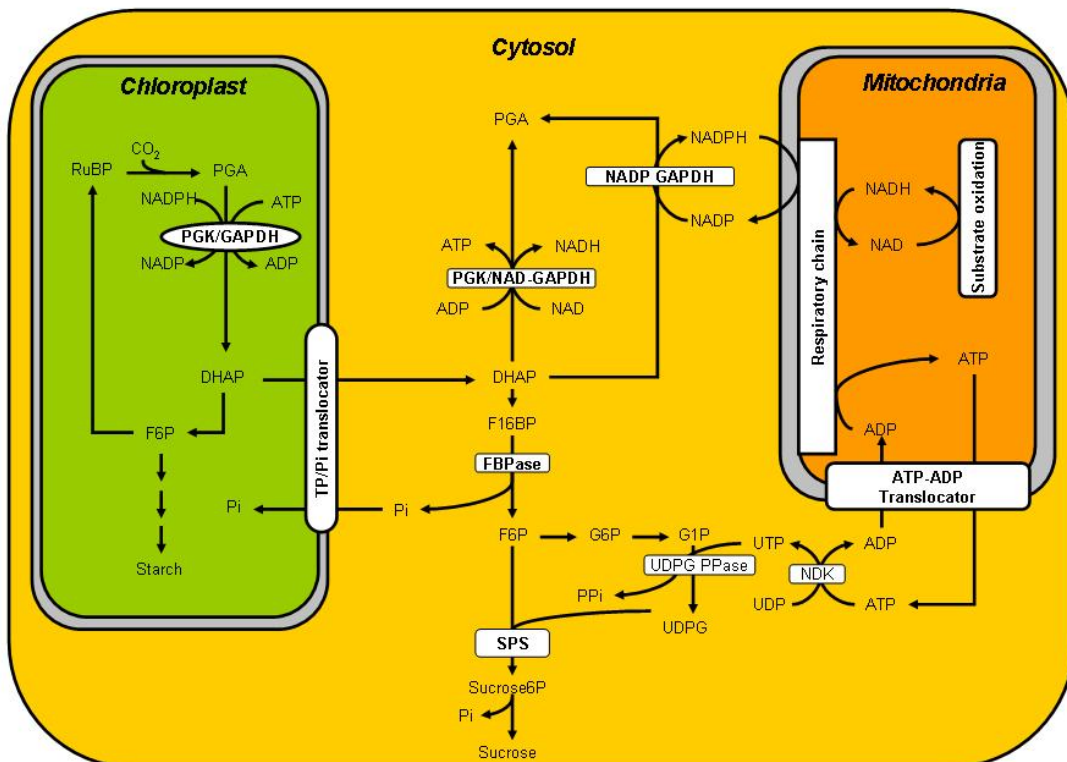 Cytosol
Chloroplast
Mitochondria
CO2
RuBP
PGA
NADPH
ATP
PGK/GAPDH
NADP
ADP
DHAP
F6P
Pi
Starch
TP/Pi translocator
PGA
NADPH
NADP GAPDH
NADP
ATP
NADH
PGK/NAD-GAPDH
ADP
NAD
DHAP
F16BP
FBPase
Pi
F6P
G6P
G1P
UTP
ADP
UDPG PPase
NDK
PPi
UDP
ATP
UDPG
SPS
Sucrose6P
Pi
Sucrose
Respiratory chain
NADH
NAD
Substrate oxidation
ATP
ADP
ATP-ADP
Translocator